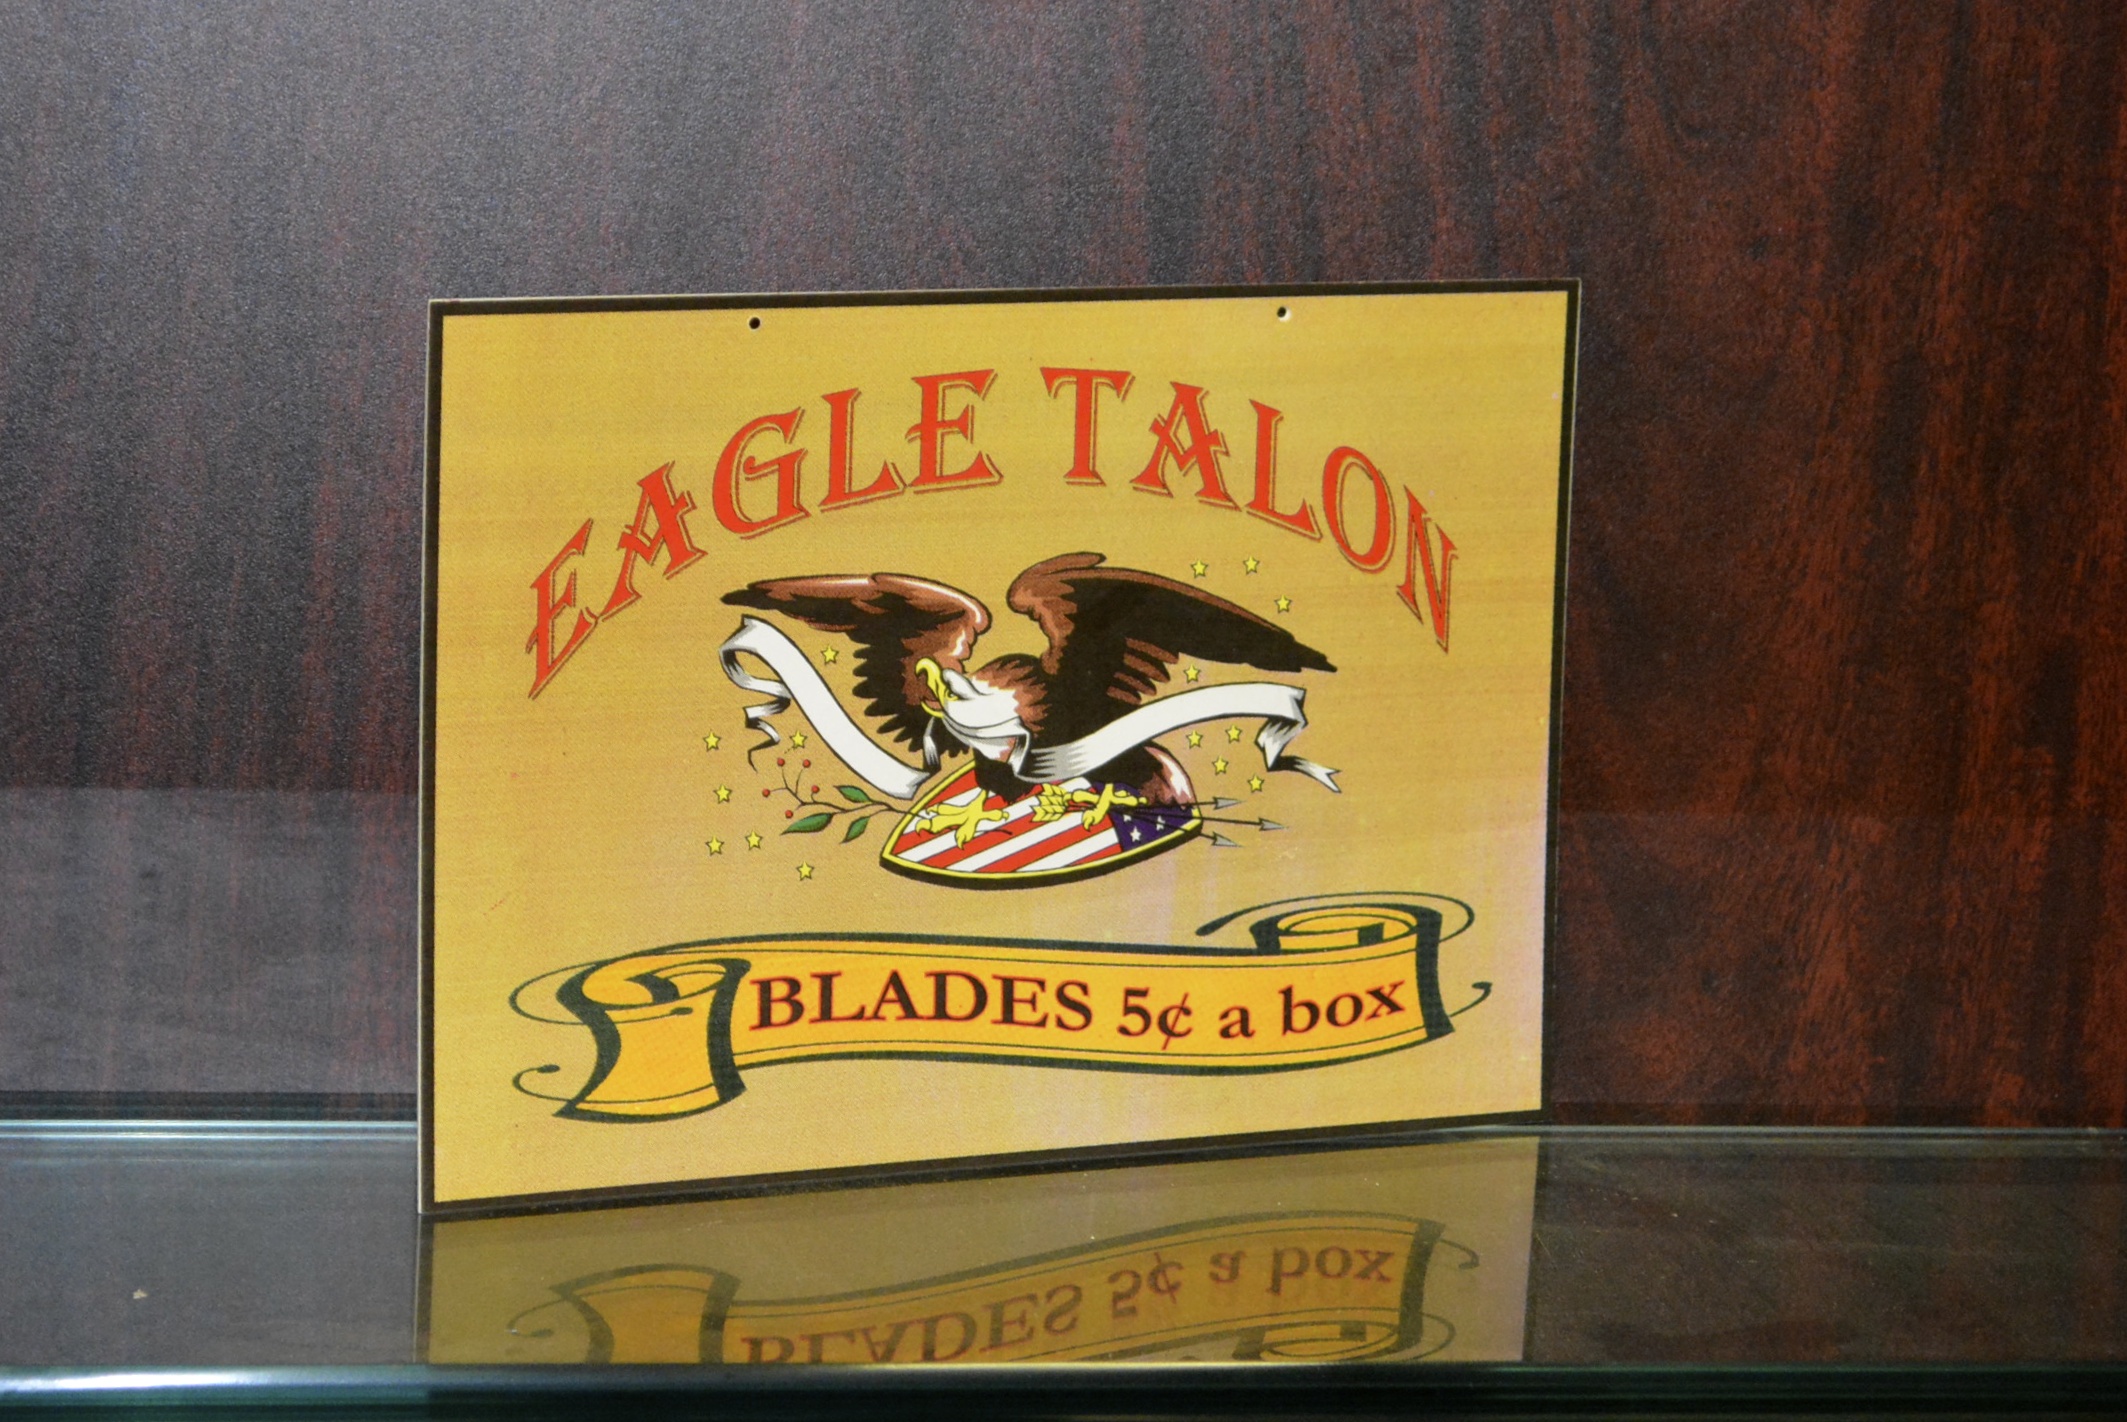 EAGLE TALON
BLADES 5¢ a box